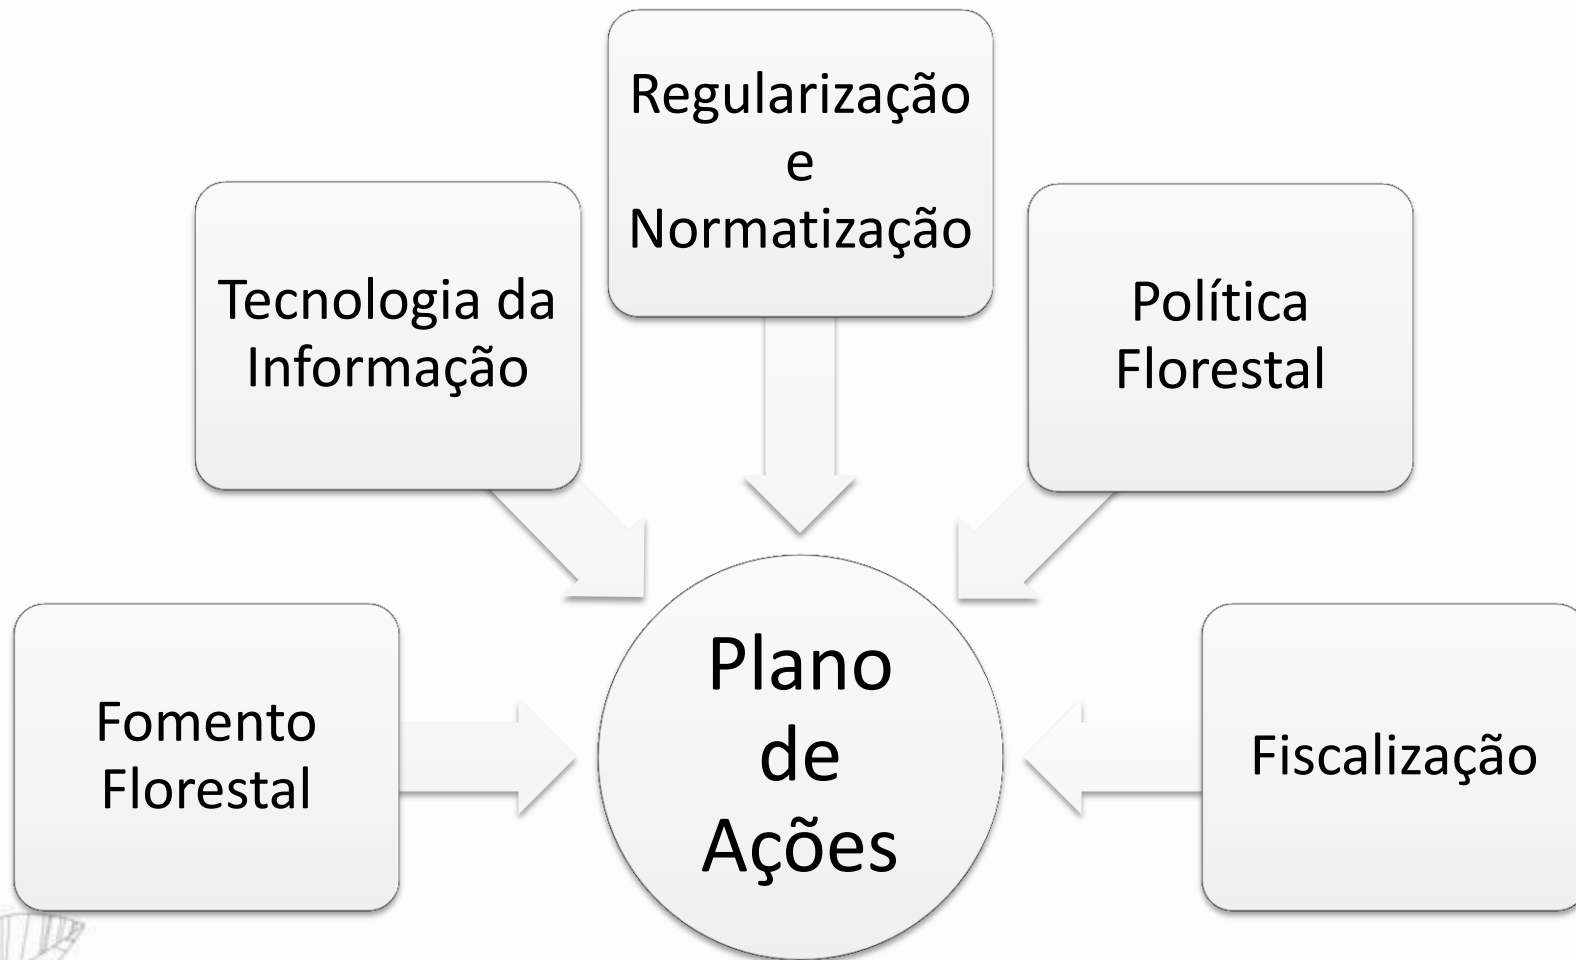 Regularização
e
Normatização
Tecnologia da
Informação
Política
Florestal
Fomento
Florestal
Plano
de
Ações
Fiscalização